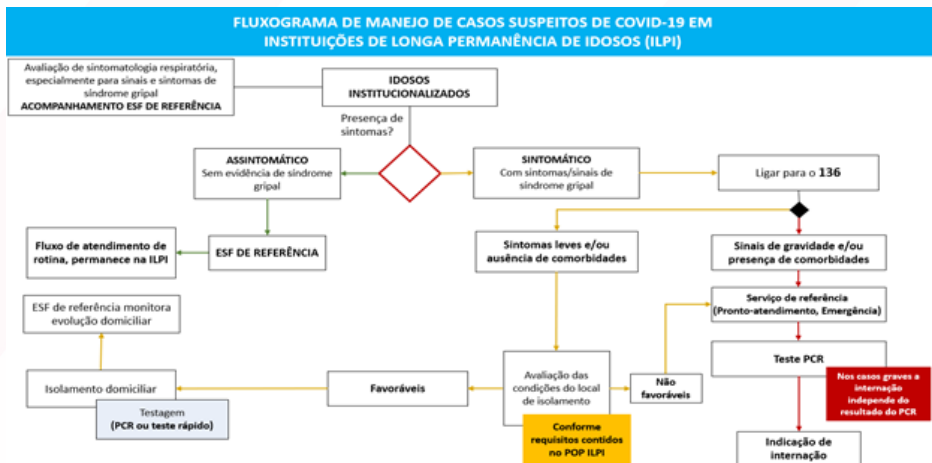 FLUXOGRAMA DE MANEJO DE CASOS SUSPEITOS DE COVID-19 EM
INSTITUIÇÕES DE LONGA PERMANÊNCIA DE IDOSOS (ILPI)
Avaliação de sintomatologia respiratória,
especialmente para sinais e sintomas de
síndrome gripal
ACOMPANHAMENTO ESF DE REFERÊNCIA
IDOSOS
INSTITUCIONALIZADOS
Presença de
sintomas?
ASSINTOMÁTICO
Sem evidência de síndrome
gripal
SINTOMÁTICO
Com sintomas/sinais de
síndrome gripal
Ligar para o 136
Fluxo de atendimento de
rotina, permanece na ILPI
ESF DE REFERÊNCIA
Sintomas leves e/ou
ausência de comorbidades
Sinais de gravidade e/ou
presença de comorbidades
ESF de referência monitora
evolução domiciliar
Serviço de referência
(Pronto-atendimento, Emergência)
Isolamento domiciliar
Testagem
(PCR ou teste rápido)
Favoráveis
Avaliação das
condições do local
de isolamento
Conforme
requisitos contidos
no POP ILPI
Não
favoráveis
Teste PCR
Nos casos graves a
internação
independe do
resultado do PCR
Indicação de
internação